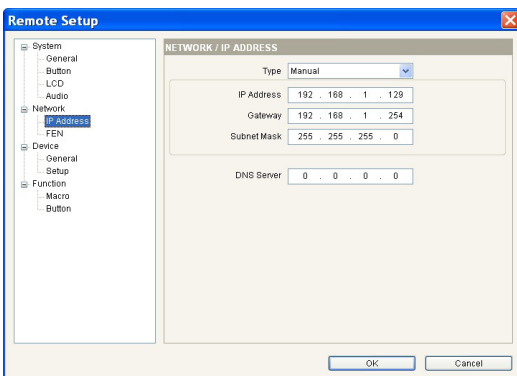 Remote Setup
System
General
Button
LCD
Audio
Network
IP Address
FEN
Device
General
Setup
Function
Macro
Button
NETWORK / IP ADDRESS
Type Manual
IP Address 192 . 168 . 1 . 129
Gateway 192 . 168 . 1 . 254
Subnet Mask 255 . 255 . 255 . 0
DNS Server 0 . 0 . 0 . 0
OK Cancel